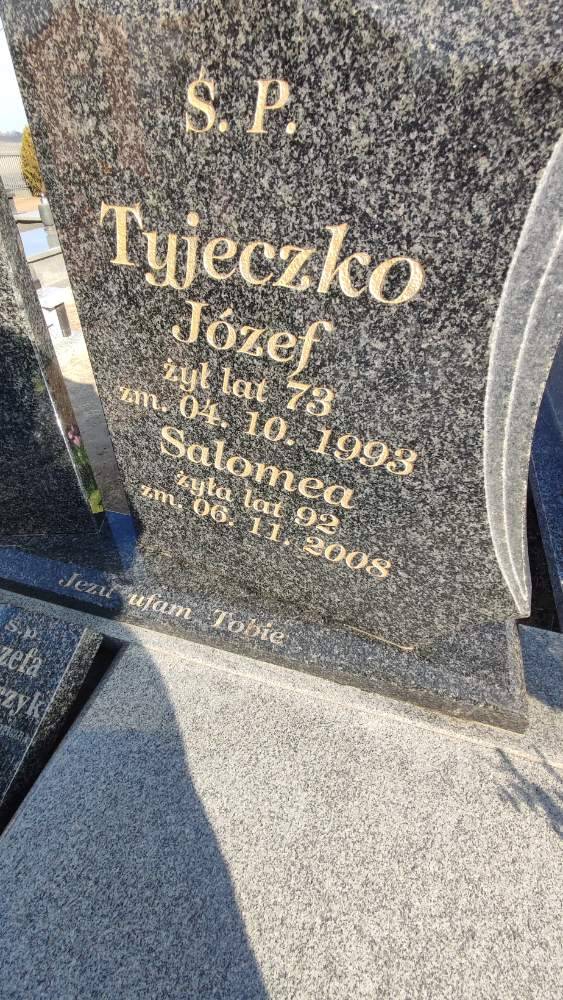 Ś. P.
Tyjeczko
Józef
żył lat 73
zm. 04. 10. 1993
Salomea
żyła lat 92
zm. 06. 11. 2008
Jezu ufam Tobie
Ś.P.